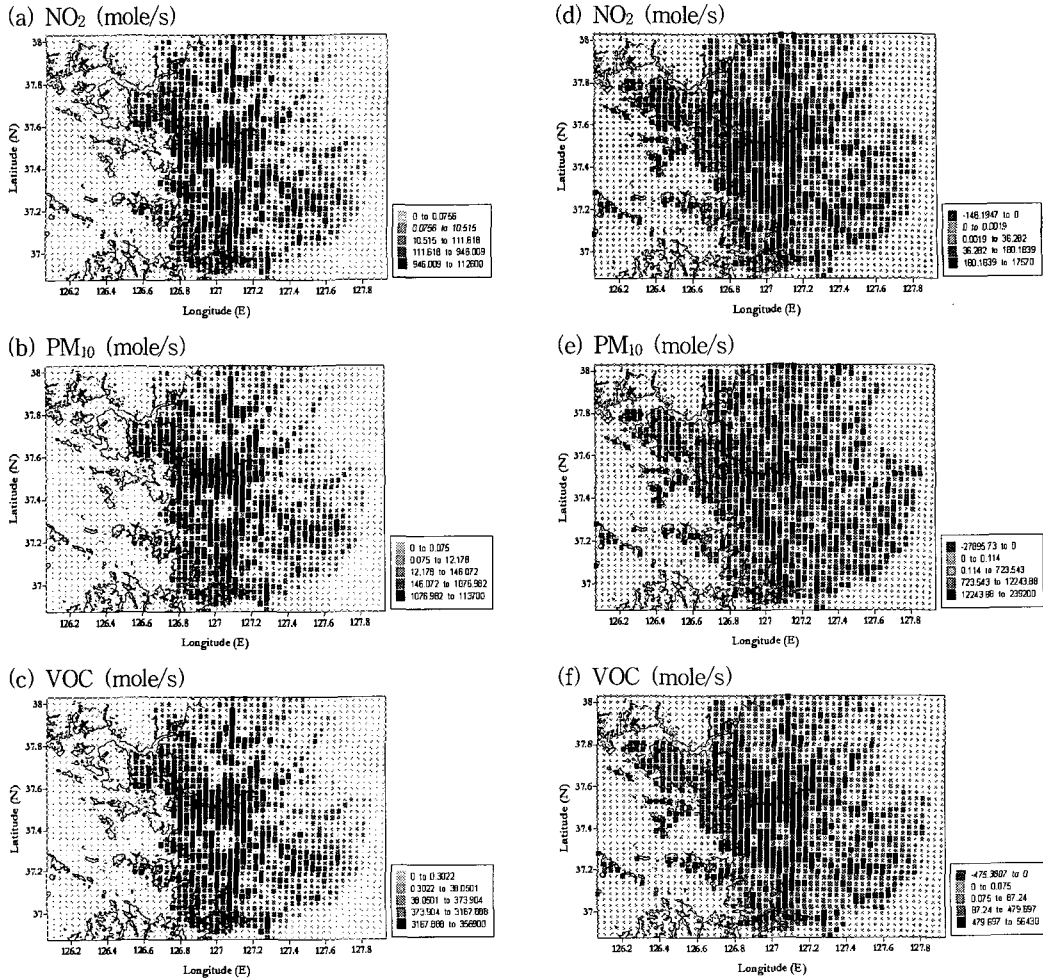 (a) NO₂ (mole/s)
38
37.8
37.6
37.4
37.2
37
Latitude (N)
126.2 126.4 126.6 126.8 127 127.2 127.4 127.6 127.8
Longitude (E)
0 to 0.0756
0.0756 to 10.515
10.515 to 111.618
111.618 to 946.009
946.009 to 112600
(d) NO₂ (mole/s)
38
37.8
37.6
37.4
37.2
37
Latitude (N)
126.2 126.4 126.6 126.8 127 127.2 127.4 127.6 127.8
Longitude (E)
-146.1947 to 0
0 to 0.0019
0.0019 to 36.282
36.282 to 180.1839
180.1839 to 17570
(b) PM₁₀ (mole/s)
38
37.8
37.6
37.4
37.2
37
Latitude (N)
126.2 126.4 126.6 126.8 127 127.2 127.4 127.6 127.8
Longitude (E)
0 to 0.075
0.075 to 12.178
12.178 to 146.072
146.072 to 1076.982
1076.982 to 113700
(e) PM₁₀ (mole/s)
38
37.8
37.6
37.4
37.2
37
Latitude (N)
126.2 126.4 126.6 126.8 127 127.2 127.4 127.6 127.8
Longitude (E)
0 to 0.114
0.114 to 723.543
723.543 to 12243.88
12243.88 to 239200
(c) VOC (mole/s)
38
37.8
37.6
37.4
37.2
37
Latitude (N)
126.2 126.4 126.6 126.8 127 127.2 127.4 127.6 127.8
Longitude (E)
0 to 0.3022
0.3022 to 38.0501
38.0501 to 373.904
373.904 to 3167.888
3167.888 to 356900
(f) VOC (mole/s)
38
37.8
37.6
37.4
37.2
37
Latitude (N)
126.2 126.4 126.6 126.8 127 127.2 127.4 127.6 127.8
Longitude (E)
-475.3807 to 0
0 to 0.075
0.075 to 87.24
87.24 to 479.697
479.697 to 56430